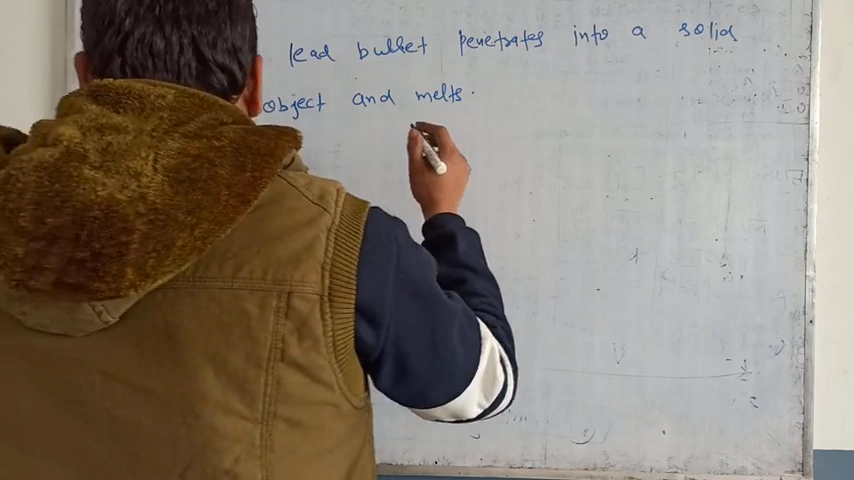 lead bullet penetrates into a solid
object and melts.